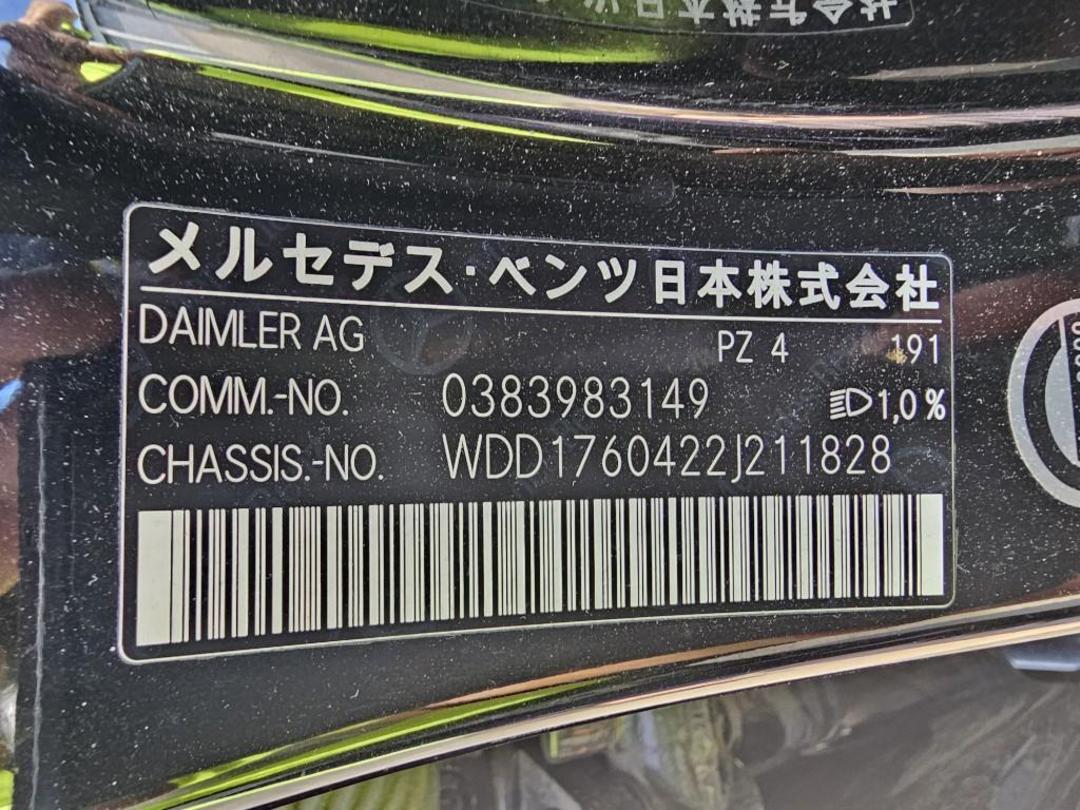 メルセデス・ベンツ日本株式会社
DAIMLER AG PZ 4 191
COMM.-NO. 0383983149 1,0%
CHASSIS.-NO. WDD1760422J211828